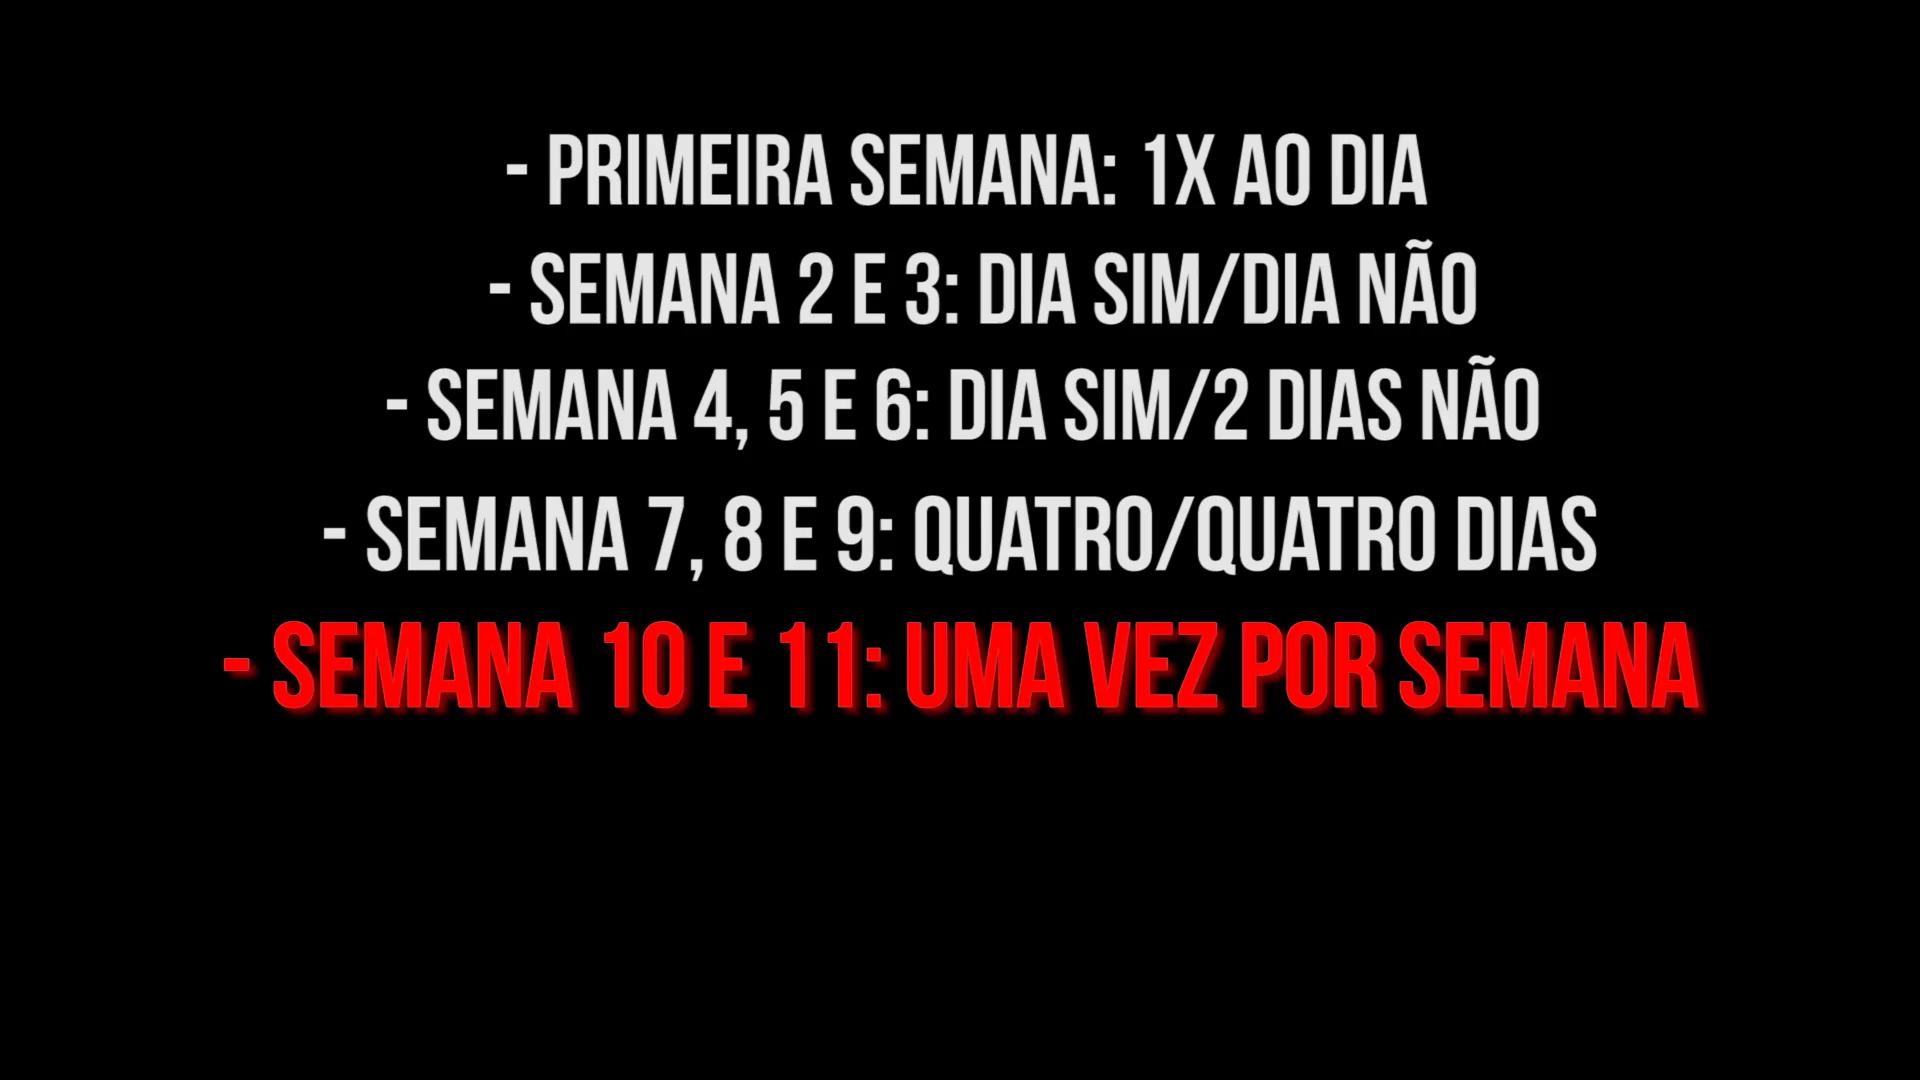 - PRIMEIRA SEMANA: 1X AO DIA
- SEMANA 2 E 3: DIA SIM/DIA NÃO
- SEMANA 4, 5 E 6: DIA SIM/2 DIAS NÃO
- SEMANA 7, 8 E 9: QUATRO/QUATRO DIAS
- SEMANA 10 E 11: UMA VEZ POR SEMANA